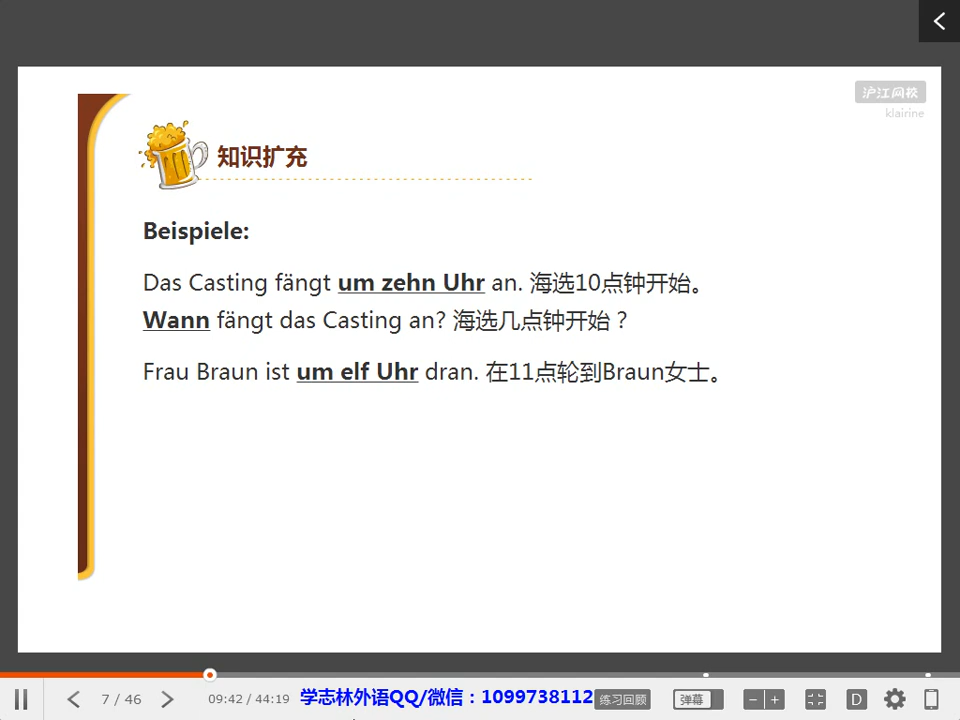 沪江网校
klairine
知识扩充
Beispiele:
Das Casting fängt um zehn Uhr an. 海选10点钟开始。
Wann fängt das Casting an? 海选几点钟开始？
Frau Braun ist um elf Uhr dran. 在11点轮到Braun女士。
7 / 46
09:42 / 44:19
学志林外语QQ/微信：1099738112
练习回顾
弹幕
D